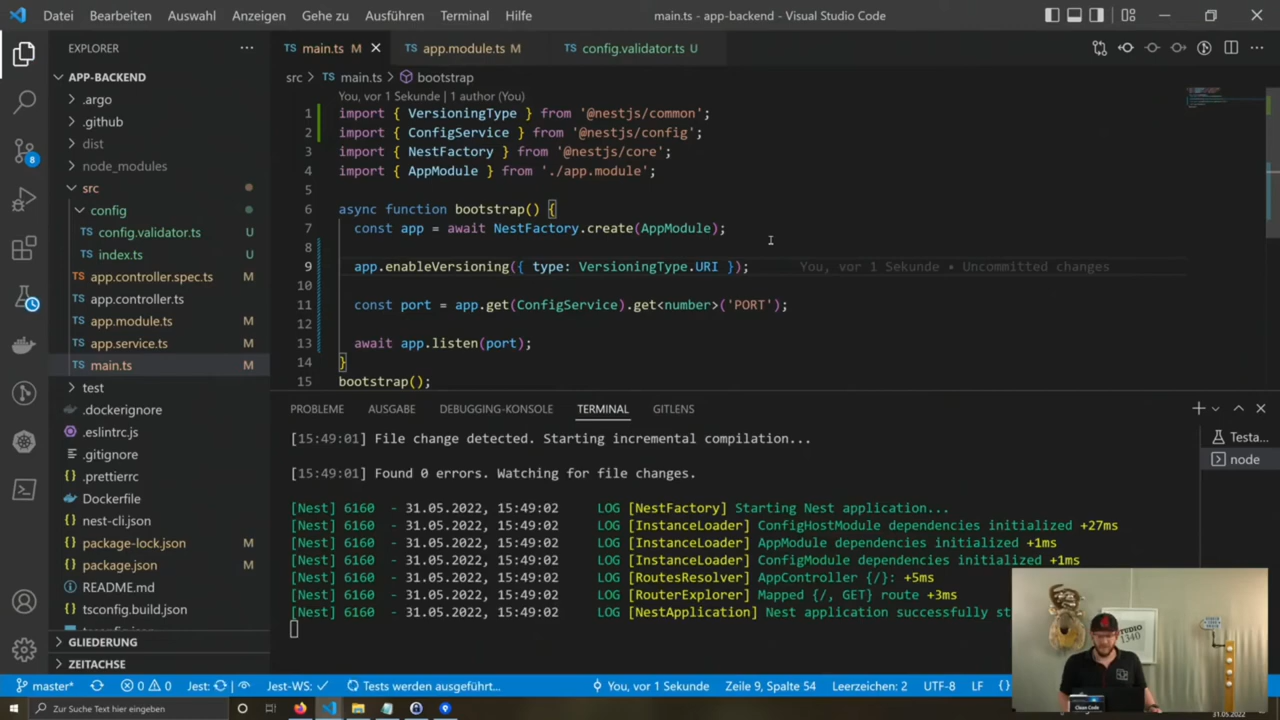 Datei Bearbeiten Auswahl Anzeigen Gehe zu Ausführen Terminal Hilfe
main.ts - app-backend - Visual Studio Code
EXPLORER
APP-BACKEND
.argo
.github
dist
node_modules
src
config
config.validator.ts U
index.ts U
app.controller.spec.ts M
app.controller.ts
app.module.ts M
app.service.ts M
main.ts M
test
.dockerignore
.eslintrc.js
.gitignore
.prettierrc
Dockerfile
nest-cli.json
package-lock.json M
package.json M
README.md
tsconfig.build.json
GLIEDERUNG
ZEITACHSE
8
TS main.ts M TS app.module.ts M TS config.validator.ts U
src > TS main.ts > bootstrap
You, vor 1 Sekunde | 1 author (You)
1 import { VersioningType } from '@nestjs/common';
2 import { ConfigService } from '@nestjs/config';
3 import { NestFactory } from '@nestjs/core';
4 import { AppModule } from './app.module';
5
6 async function bootstrap() {
7 const app = await NestFactory.create(AppModule);
8
9 app.enableVersioning({ type: VersioningType.URI }); You, vor 1 Sekunde • Uncommitted changes
10
11 const port = app.get(ConfigService).get<number>('PORT');
12
13 await app.listen(port);
14 }
15 bootstrap();
PROBLEME AUSGABE DEBUGGING-KONSOLE TERMINAL GITLENS
[15:49:01] File change detected. Starting incremental compilation...
[15:49:01] Found 0 errors. Watching for file changes.
[Nest] 6160 - 31.05.2022, 15:49:02 LOG [NestFactory] Starting Nest application...
[Nest] 6160 - 31.05.2022, 15:49:02 LOG [InstanceLoader] ConfigHostModule dependencies initialized +27ms
[Nest] 6160 - 31.05.2022, 15:49:02 LOG [InstanceLoader] AppModule dependencies initialized +1ms
[Nest] 6160 - 31.05.2022, 15:49:02 LOG [InstanceLoader] ConfigModule dependencies initialized +1ms
[Nest] 6160 - 31.05.2022, 15:49:02 LOG [RoutesResolver] AppController {/}: +5ms
[Nest] 6160 - 31.05.2022, 15:49:02 LOG [RouterExplorer] Mapped {/, GET} route +3ms
[Nest] 6160 - 31.05.2022, 15:49:02 LOG [NestApplication] Nest application successfully st
Testa...
node
1340
Clean Code
master* 0 0 Jest: Jest-WS: Tests werden ausgeführt... You, vor 1 Sekunde Zeile 9, Spalte 54 Leerzeichen: 2 UTF-8 LF {}
Zur Suche Text hier eingeben
31.05.2022